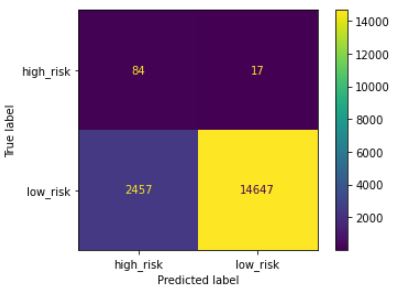 14000
12000
10000
8000
6000
4000
2000
high_risk
84
17
True label
low_risk
2457
14647
high_risk
low_risk
Predicted label